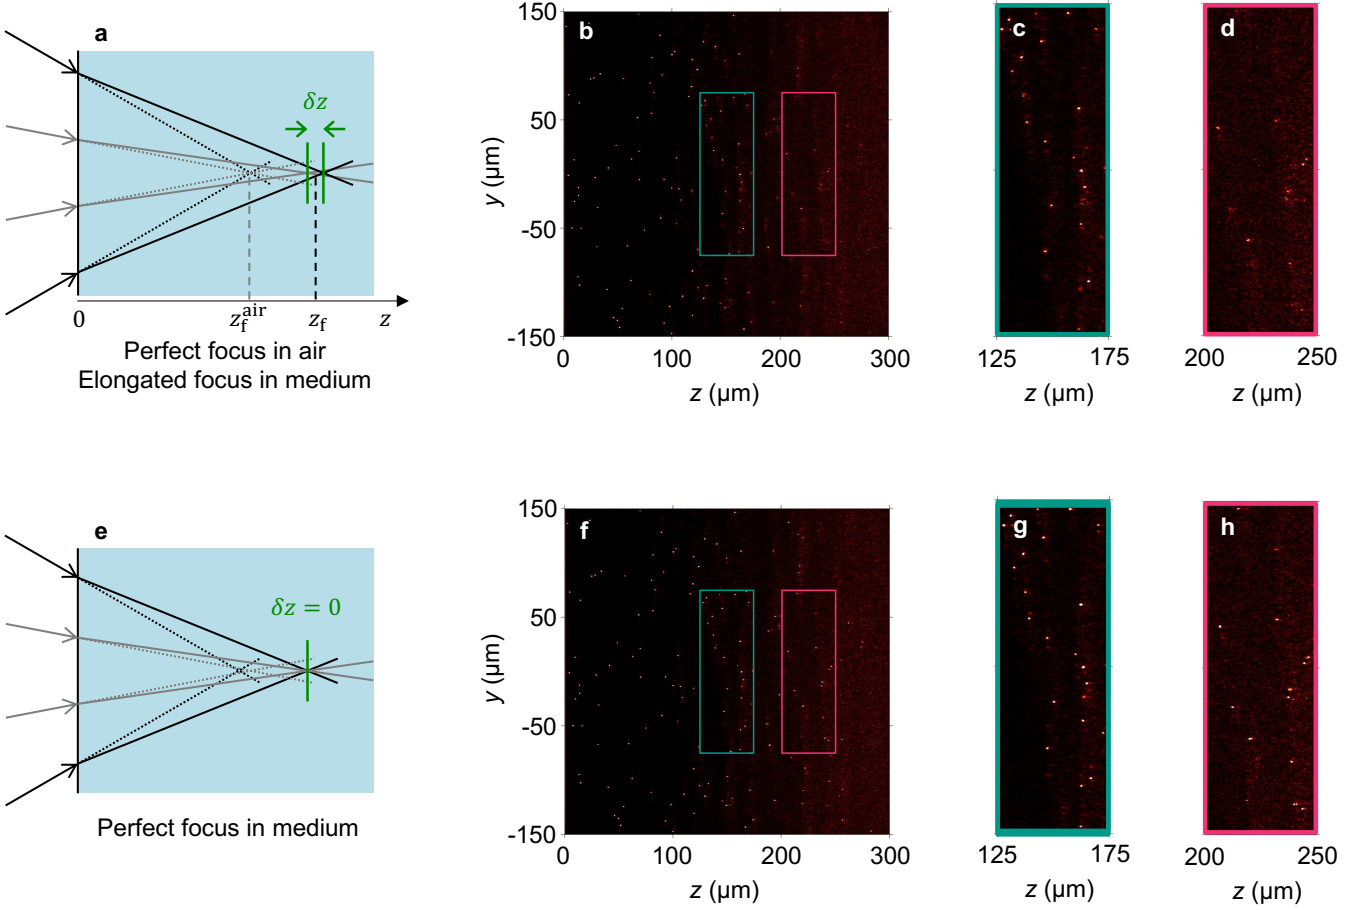 a
δz
0
z_f^air
z_f
z
Perfect focus in air
Elongated focus in medium
b
150
50
-50
-150
y (µm)
0
100
200
300
z (µm)
c
125
175
z (µm)
d
200
250
z (µm)
e
δz = 0
Perfect focus in medium
f
150
50
-50
-150
y (µm)
0
100
200
300
z (µm)
g
125
175
z (µm)
h
200
250
z (µm)